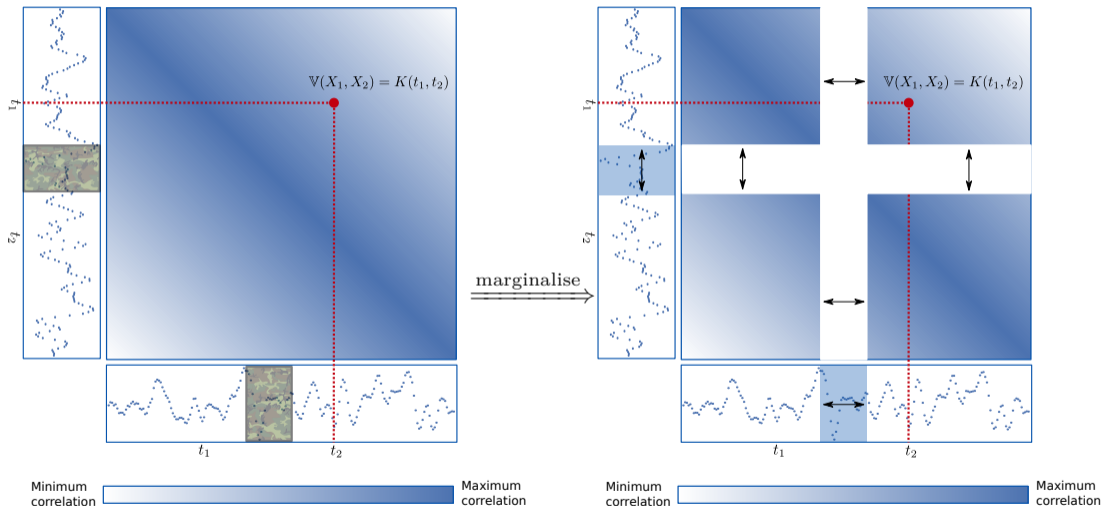 𝕍(X₁, X₂) = K(t₁, t₂)
t₁
t₂
t₁
t₂
Minimum
correlation
Maximum
correlation
marginalise
𝕍(X₁, X₂) = K(t₁, t₂)
t₁
t₂
t₁
t₂
Minimum
correlation
Maximum
correlation